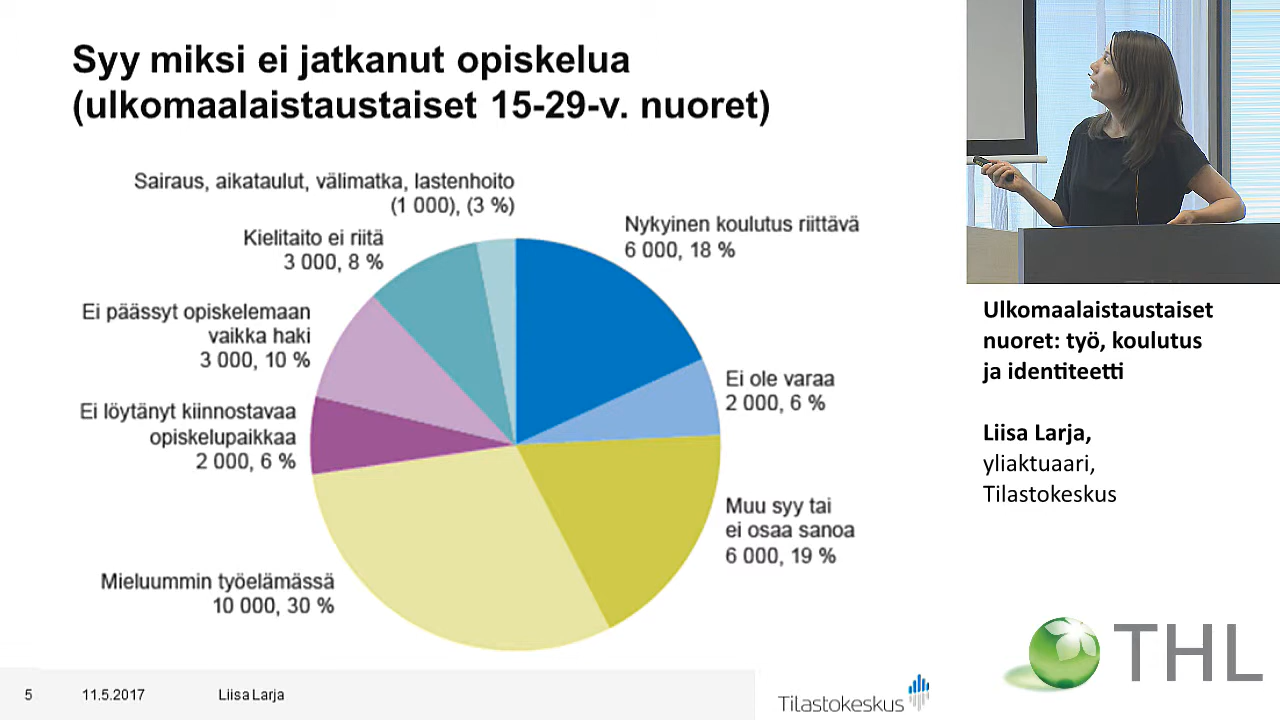 Syy miksi ei jatkanut opiskelua
(ulkomaalaistaustaiset 15-29-v. nuoret)
Sairaus, aikataulut, välimatka, lastenhoito
(1 000), (3 %)
Nykyinen koulutus riittävä
6 000, 18 %
Kielitaito ei riitä
3 000, 8 %
Ei päässyt opiskelemaan
vaikka haki
3 000, 10 %
Ei ole varaa
2 000, 6 %
Ei löytänyt kiinnostavaa
opiskelupaikkaa
2 000, 6 %
Muu syy tai
ei osaa sanoa
6 000, 19 %
Mieluummin työelämässä
10 000, 30 %
5 11.5.2017 Liisa Larja
Tilastokeskus
Ulkomaalaistaustaiset
nuoret: työ, koulutus
ja identiteetti
Liisa Larja,
yliaktuaari,
Tilastokeskus
THL